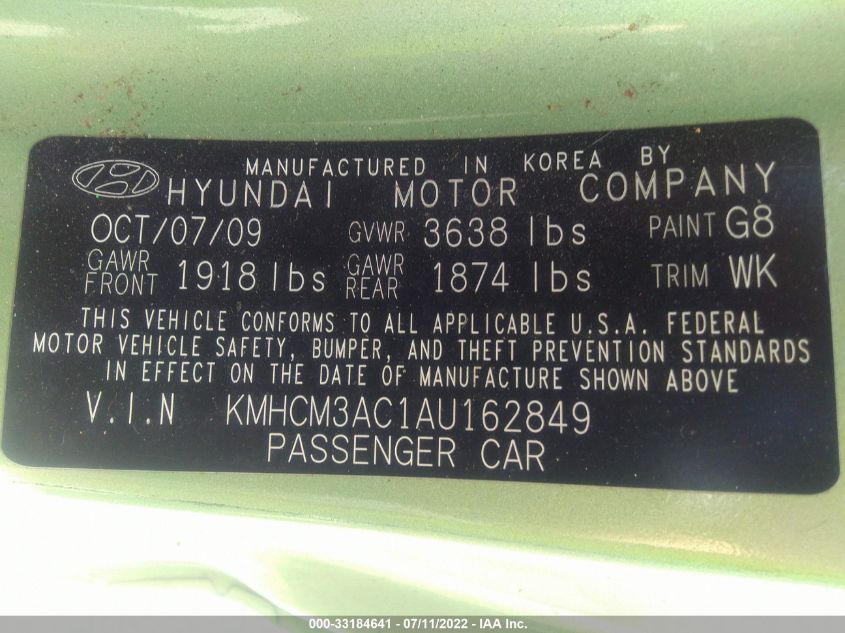 MANUFACTURED IN KOREA BY
HYUNDAI MOTOR COMPANY
OCT/07/09 GVWR 3638 lbs PAINT G8
GAWR FRONT 1918 lbs GAWR REAR 1874 lbs TRIM WK
THIS VEHICLE CONFORMS TO ALL APPLICABLE U.S.A. FEDERAL
MOTOR VEHICLE SAFETY, BUMPER, AND THEFT PREVENTION STANDARDS
IN EFFECT ON THE DATE OF MANUFACTURE SHOWN ABOVE
V.I.N KMHCM3AC1AU162849
PASSENGER CAR
000-33184641 - 07/11/2022 - IAA Inc.